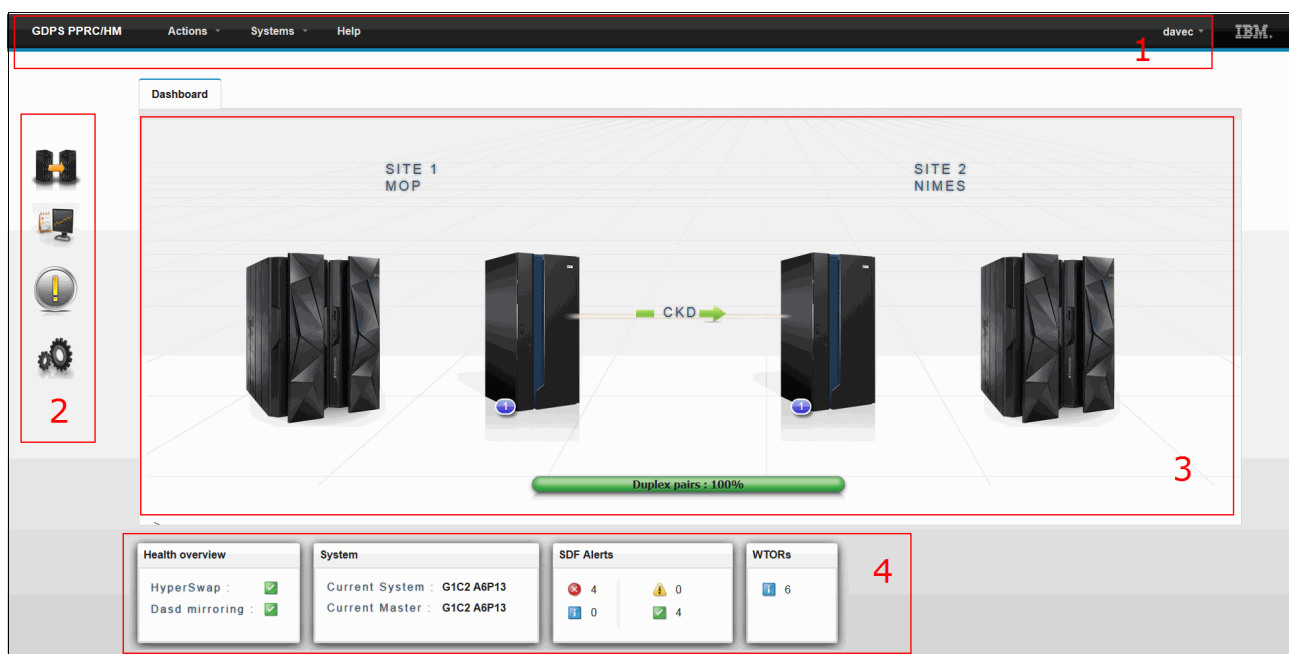 GDPS PPRC/HM Actions Systems Help davec IBM.
1
Dashboard
SITE 1
MOP
SITE 2
NIMES
CKD
1
1
2
3
Duplex pairs : 100%
>
Health overview
HyperSwap :
Dasd mirroring :
System
Current System : G1C2 A6P13
Current Master : G1C2 A6P13
SDF Alerts
4 0
0 4
WTORs
6
4